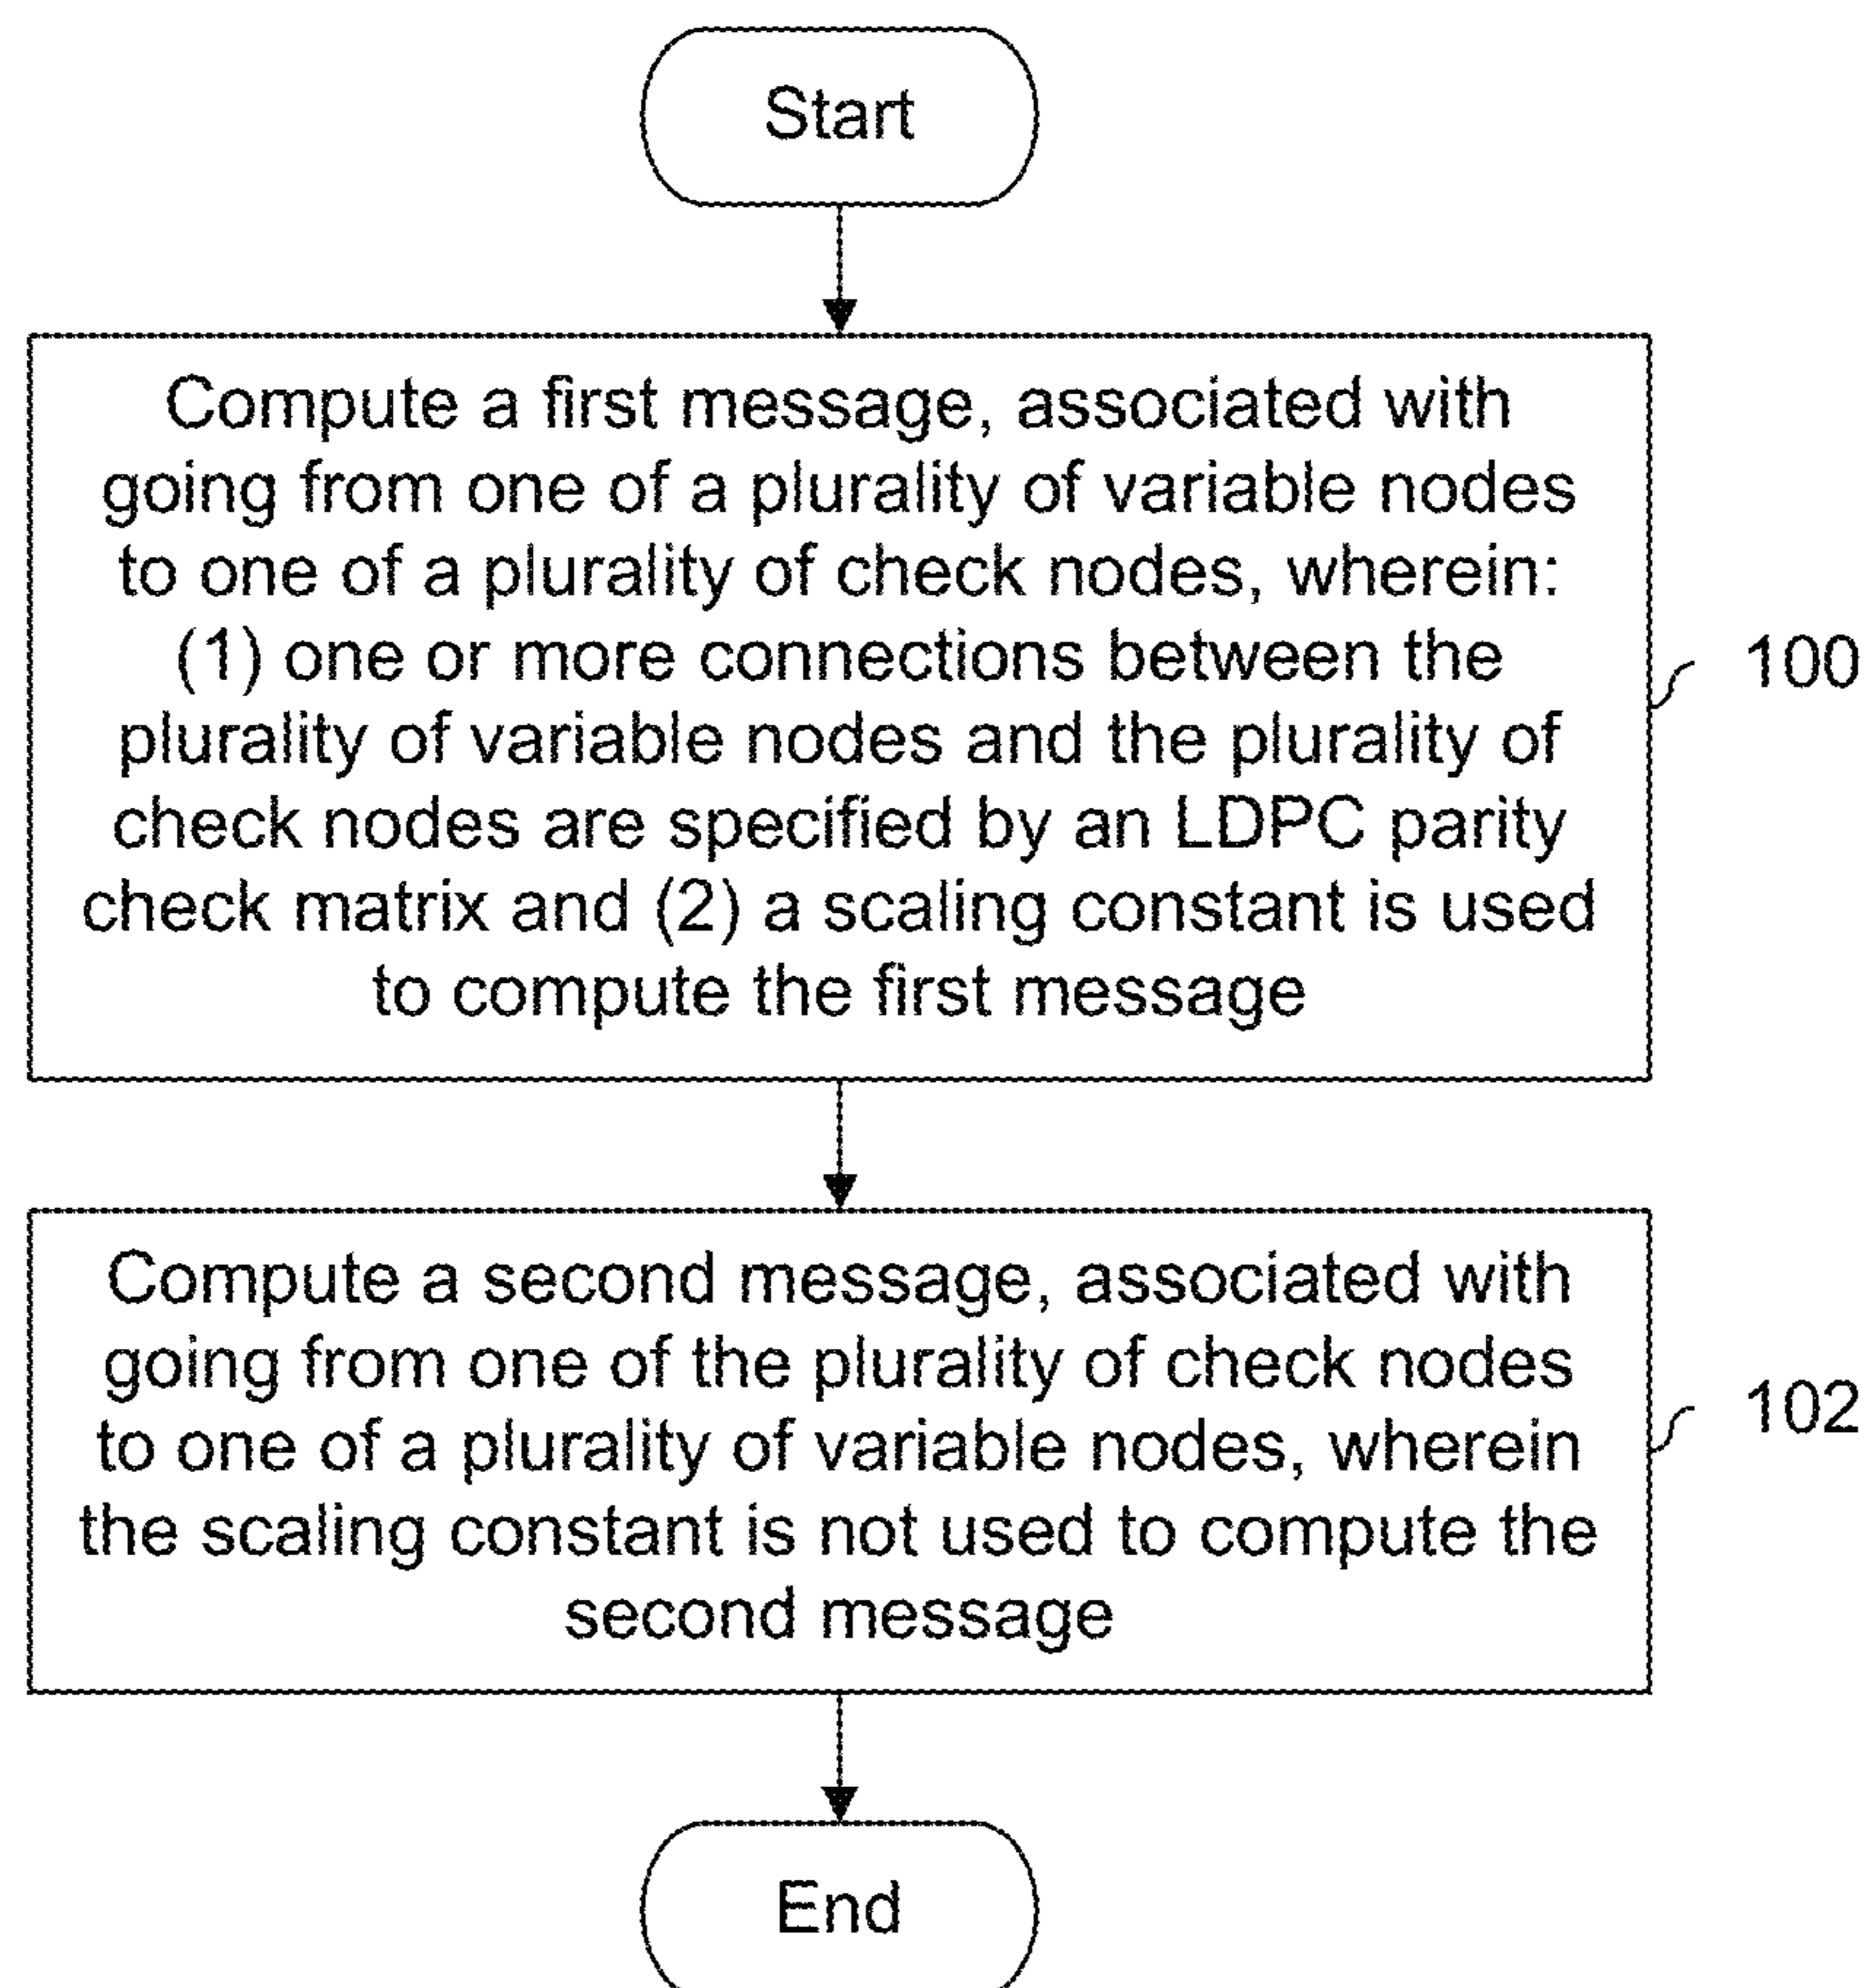 Start
Compute a first message, associated with
going from one of a plurality of variable nodes
to one of a plurality of check nodes, wherein:
(1) one or more connections between the
plurality of variable nodes and the plurality of
check nodes are specified by an LDPC parity
check matrix and (2) a scaling constant is used
to compute the first message
100
Compute a second message, associated with
going from one of the plurality of check nodes
to one of a plurality of variable nodes, wherein
the scaling constant is not used to compute the
second message
102
End